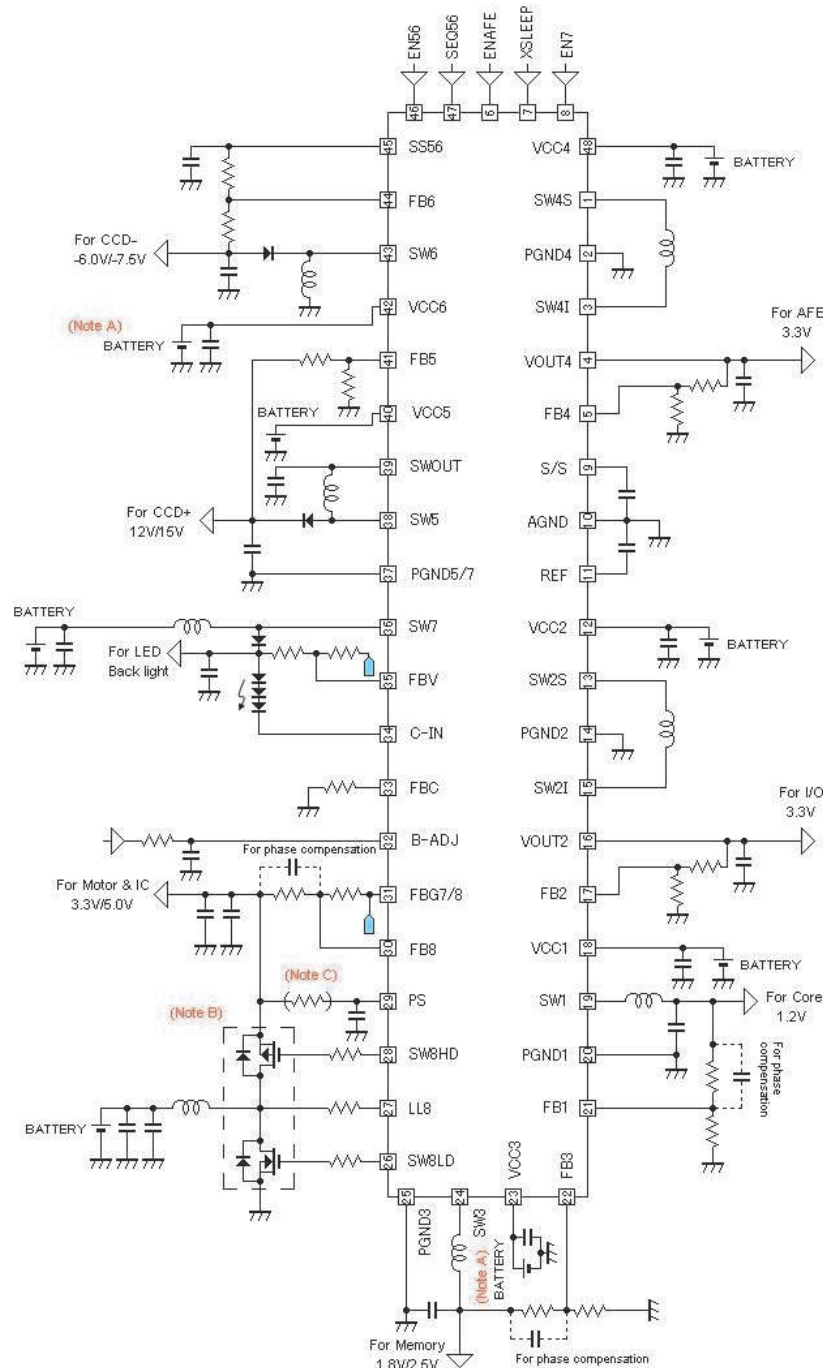 EN56
SEQ56
ENAFE
XSLEEP
EN7
46
47
6
7
8
45
SS56
44
FB6
For CCD-
-6.0V/-7.5V
43
SW6
42
VCC6
(Note A)
BATTERY
41
FB5
BATTERY
40
VCC5
39
SWOUT
For CCD+
12V/15V
38
SW5
37
PGND5/7
BATTERY
36
SW7
For LED
Back light
35
FBV
34
C-IN
33
FBC
32
B-ADJ
For phase compensation
For Motor & IC
3.3V/5.0V
31
FBG7/8
30
FB8
(Note C)
29
PS
(Note B)
28
SW8HD
BATTERY
27
LL8
26
SW8LD
VCC4
48
BATTERY
SW4S
1
PGND4
2
SW4I
3
For AFE
3.3V
VOUT4
4
FB4
5
S/S
9
AGND
10
REF
11
VCC2
12
BATTERY
SW2S
13
PGND2
14
SW2I
15
For I/O
3.3V
VOUT2
16
FB2
17
VCC1
18
BATTERY
SW1
19
For Core
1.2V
PGND1
20
For phase
compensation
FB1
21
VCC3
FB3
25
24
23
22
PGND3
SW3
(Note A)
BATTERY
For Memory
1.8V/2.5V
For phase compensation